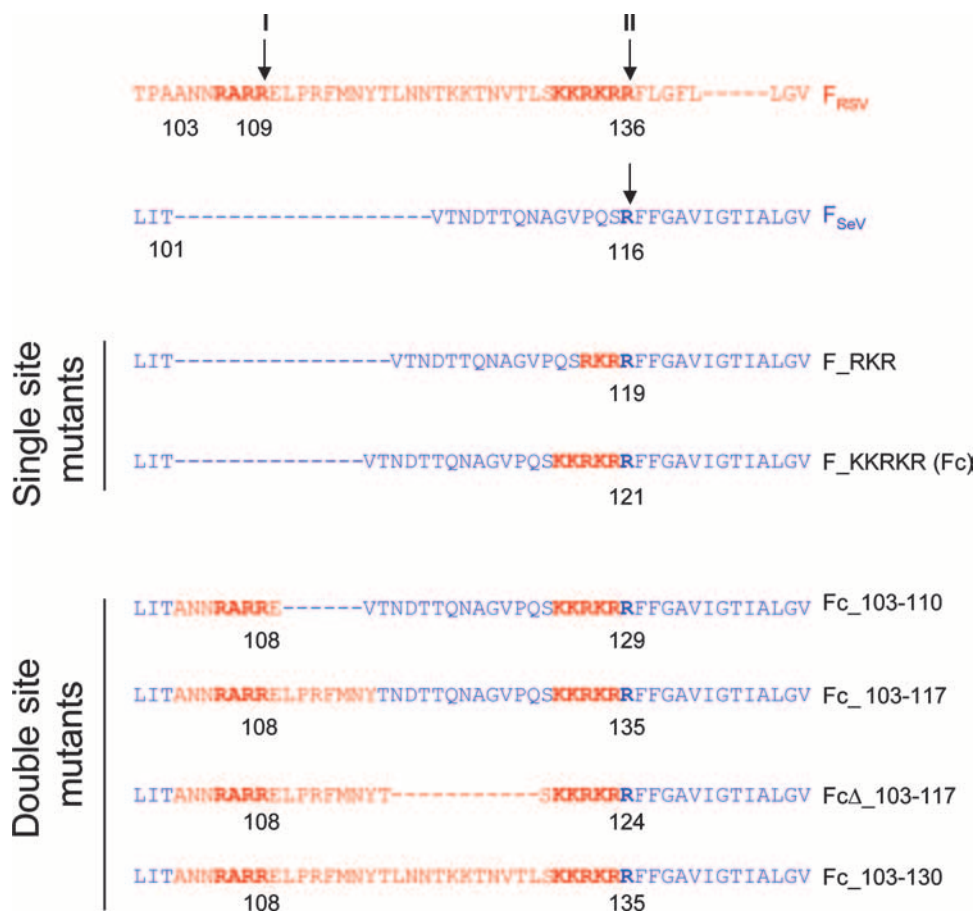 I II
TPAANNRARRELPRFMNYTLNNTKKTNVTLSKKRKRRFLGFL-----LGV F_RSV
103 109 136
LIT-------------------VTNDTTQNAGVPQSRFFGAVIGTIALGV F_SeV
101 116
Single site
mutants
LIT----------------VTNDTTQNAGVPQSRKRRFFGAVIGTIALGV F_RKR
119
LIT--------------VTNDTTQNAGVPQSKKRKRRFFGAVIGTIALGV F_KKRKR (Fc)
121
Double site
mutants
LITANNRARRE------VTNDTTQNAGVPQSKKRKRRFFGAVIGTIALGV Fc_103-110
108 129
LITANNRARRELPRFMNYTNDTTQNAGVPQSKKRKRRFFGAVIGTIALGV Fc_ 103-117
108 135
LITANNRARRELPRFMNYT-----------SKKRKRRFFGAVIGTIALGV FcΔ_103-117
108 124
LITANNRARRELPRFMNYTLNNTKKTNVTLSKKRKRRFFGAVIGTIALGV Fc_103-130
108 135